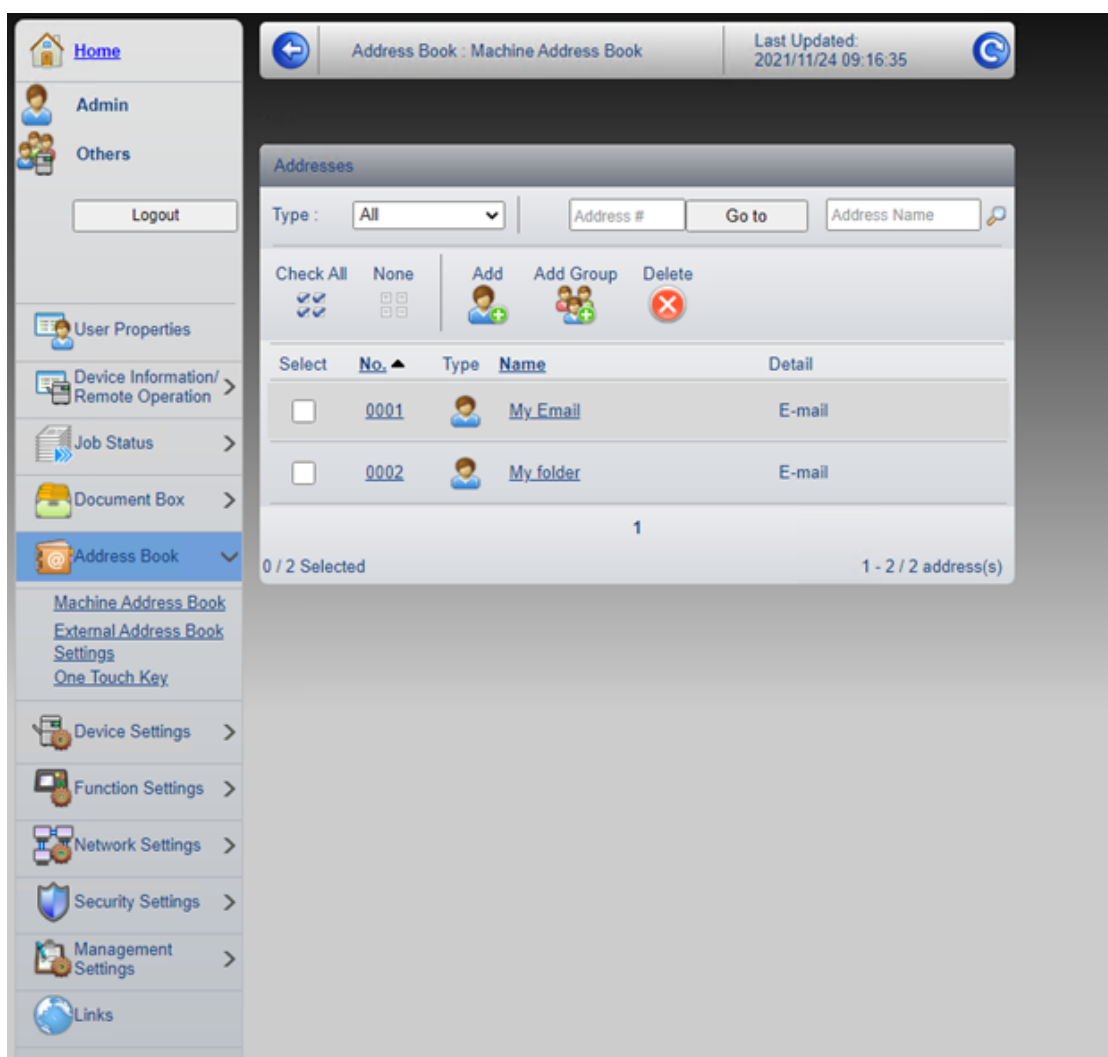 Home
Admin
Others
Logout
User Properties
Device Information/
Remote Operation
Job Status
Document Box
Address Book
Machine Address Book
External Address Book
Settings
One Touch Key
Device Settings
Function Settings
Network Settings
Security Settings
Management
Settings
Links
Address Book : Machine Address Book
Last Updated:
2021/11/24 09:16:35
Addresses
Type : All Address # Go to Address Name
Check All None Add Add Group Delete
Select No. Type Name Detail
0001 My Email E-mail
0002 My folder E-mail
1
0 / 2 Selected 1 - 2 / 2 address(s)